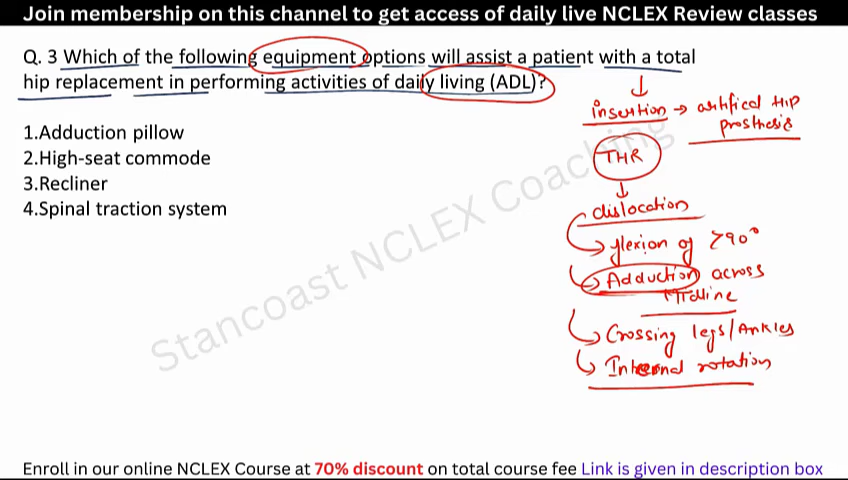 Join membership on this channel to get access of daily live NCLEX Review classes
Q. 3 Which of the following equipment options will assist a patient with a total
hip replacement in performing activities of daily living (ADL)?
1.Adduction pillow
2.High-seat commode
3.Recliner
4.Spinal traction system
insertion → artificial Hip
prosthesis
THR
dislocation
flexion of >90°
Adduction across
Midline
Crossing legs/Ankles
Internal rotation
Stancoast NCLEX Coaching
Enroll in our online NCLEX Course at 70% discount on total course fee Link is given in description box